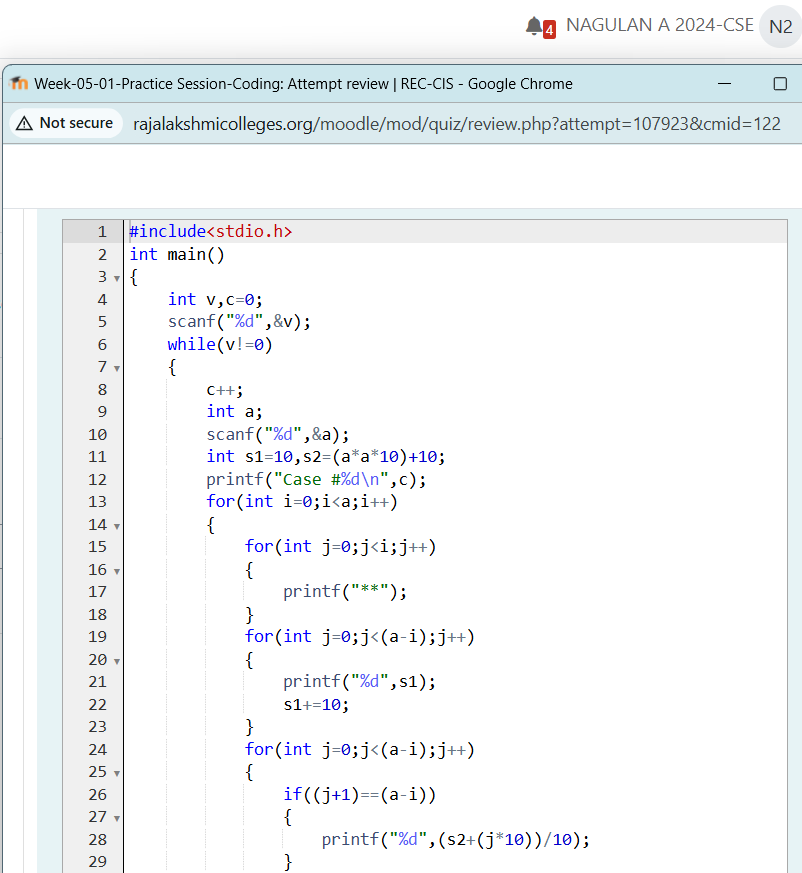 4 NAGULAN A 2024-CSE N2
Week-05-01-Practice Session-Coding: Attempt review | REC-CIS - Google Chrome
Not secure rajalakshmicolleges.org/moodle/mod/quiz/review.php?attempt=107923&cmid=122
1 #include<stdio.h>
2 int main()
3 {
4     int v,c=0;
5     scanf("%d",&v);
6     while(v!=0)
7     {
8         c++;
9         int a;
10         scanf("%d",&a);
11         int s1=10,s2=(a*a*10)+10;
12         printf("Case #%d\n",c);
13         for(int i=0;i<a;i++)
14         {
15             for(int j=0;j<i;j++)
16             {
17                 printf("**");
18             }
19             for(int j=0;j<(a-i);j++)
20             {
21                 printf("%d",s1);
22                 s1+=10;
23             }
24             for(int j=0;j<(a-i);j++)
25             {
26                 if((j+1)==(a-i))
27                 {
28                     printf("%d",(s2+(j*10))/10);
29                 }